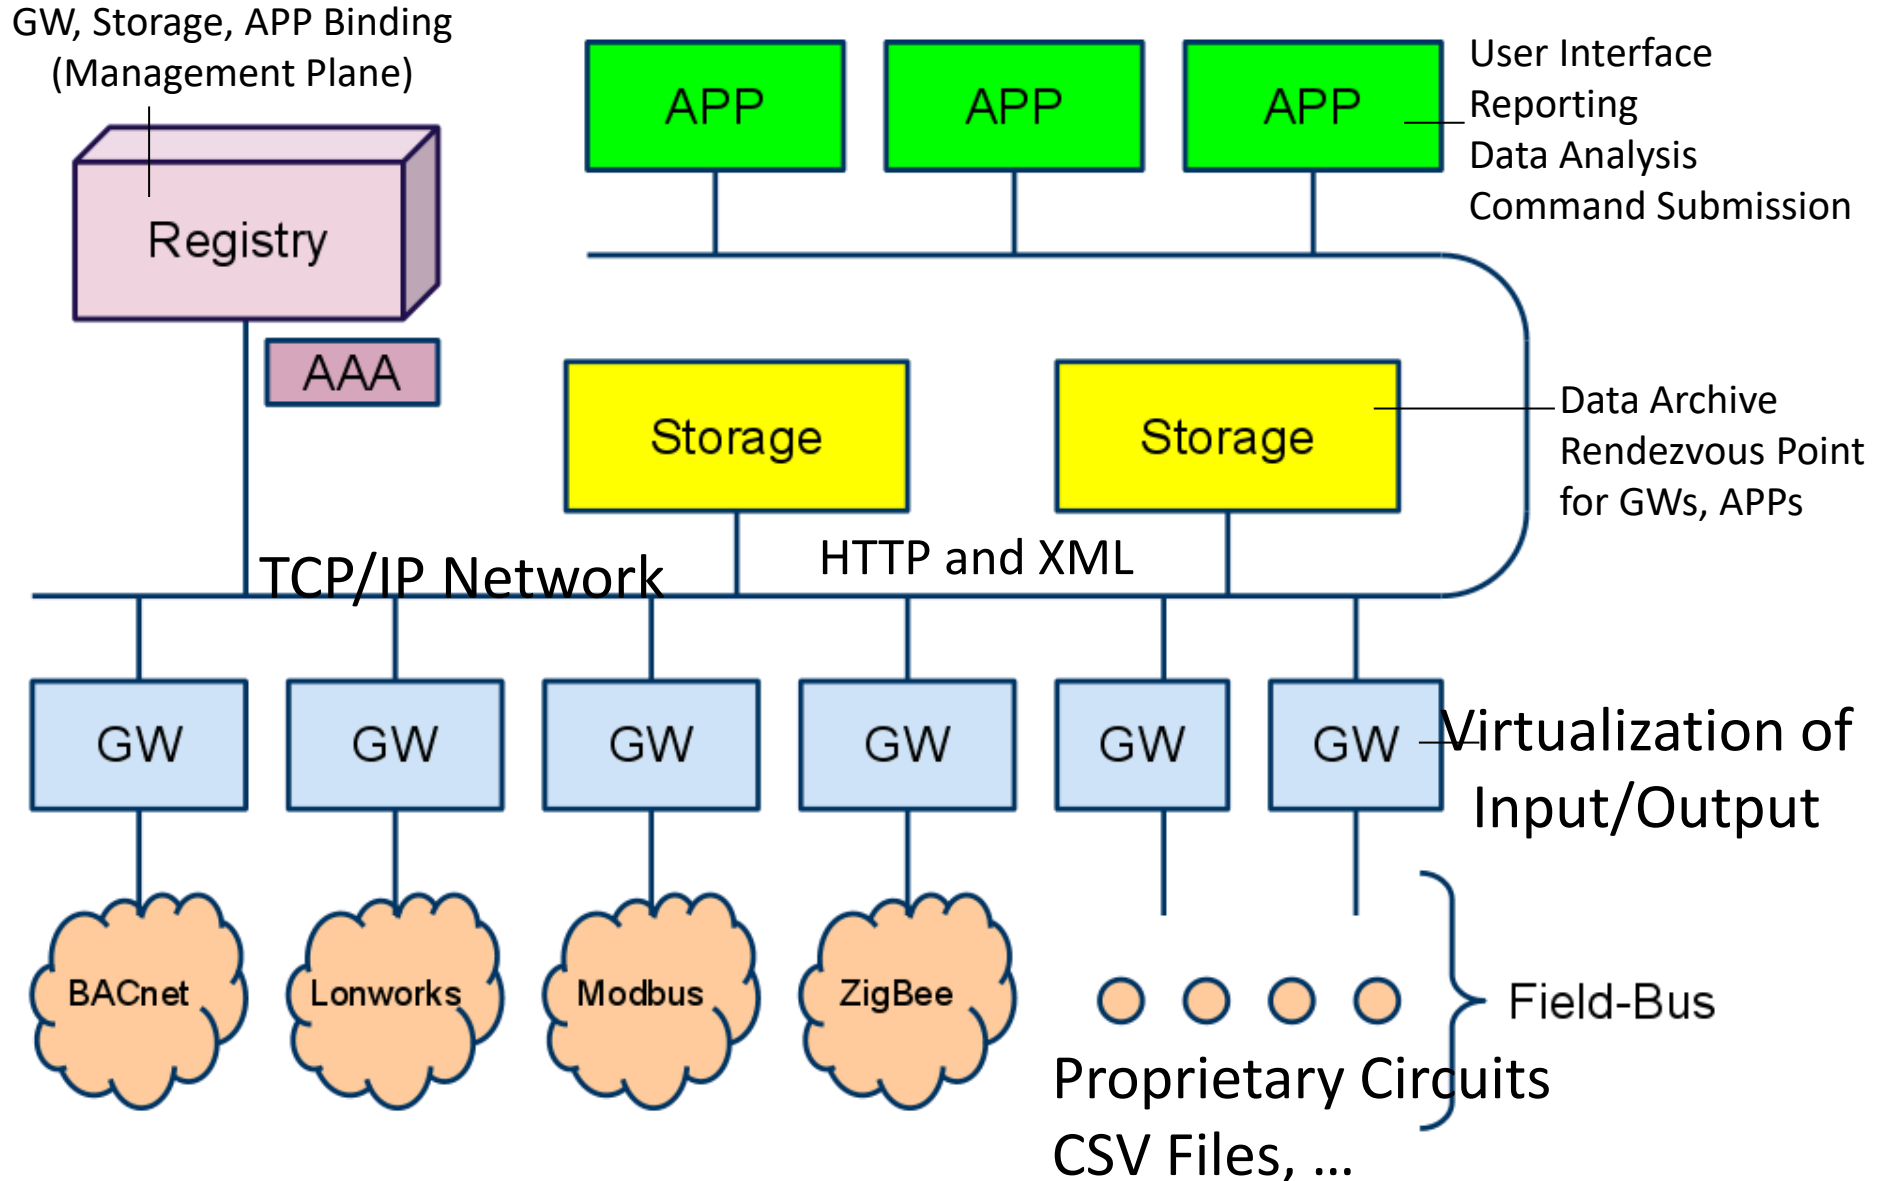 GW, Storage, APP Binding
(Management Plane)
APP
APP
APP
User Interface
Reporting
Data Analysis
Command Submission
Registry
AAA
Storage
Storage
Data Archive
Rendezvous Point
for GWs, APPs
TCP/IP Network
HTTP and XML
GW
GW
GW
GW
GW
GW
Virtualization of
Input/Output
BACnet
Lonworks
Modbus
ZigBee
Field-Bus
Proprietary Circuits
CSV Files, ...